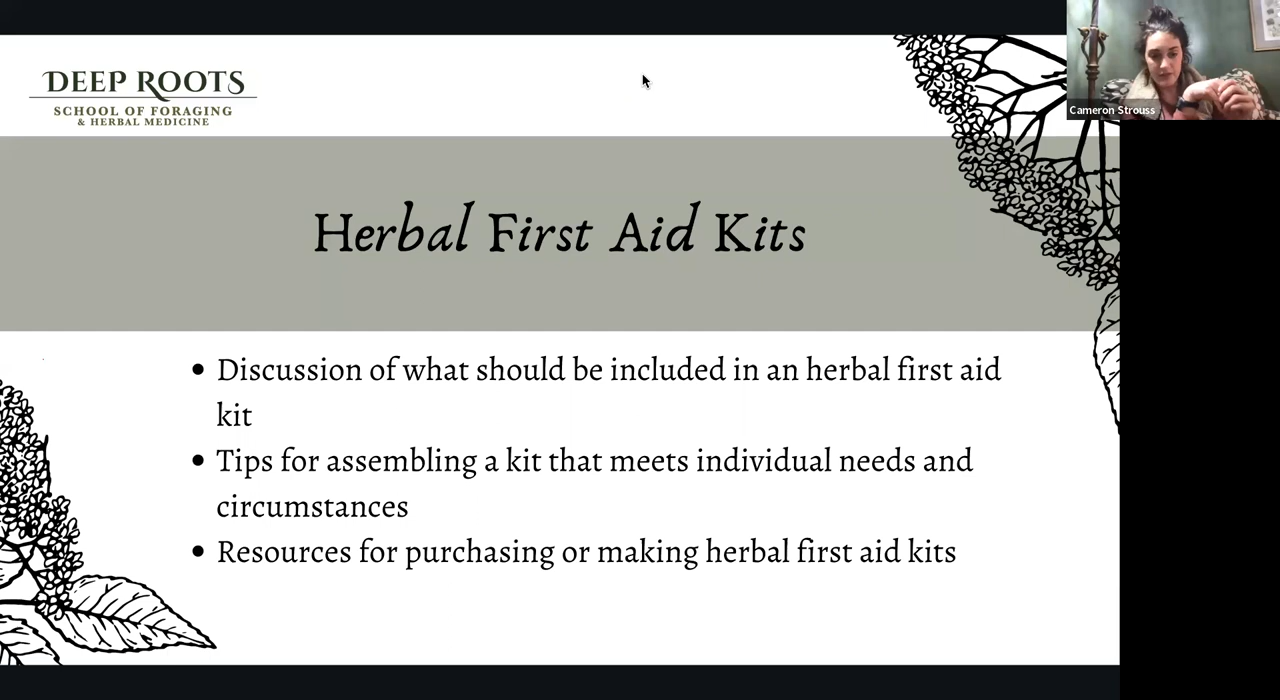 DEEP ROOTS
SCHOOL OF FORAGING
& HERBAL MEDICINE
Cameron Strouss
Herbal First Aid Kits
• Discussion of what should be included in an herbal first aid
kit
• Tips for assembling a kit that meets individual needs and
circumstances
• Resources for purchasing or making herbal first aid kits